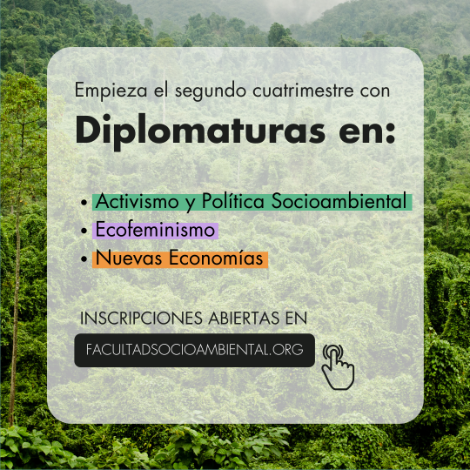 Empieza el segundo cuatrimestre con
Diplomaturas en:
• Activismo y Política Socioambiental
• Ecofeminismo
• Nuevas Economías
INSCRIPCIONES ABIERTAS EN
FACULTADSOCIOAMBIENTAL.ORG